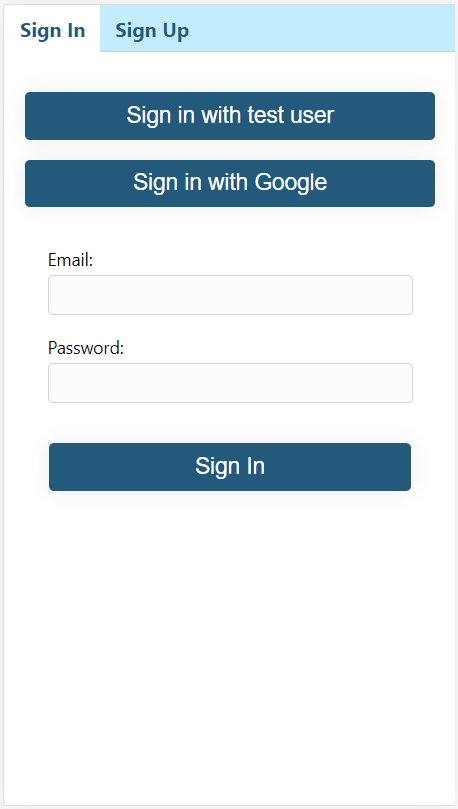 Sign In Sign Up
Sign in with test user
Sign in with Google
Email:
Password:
Sign In